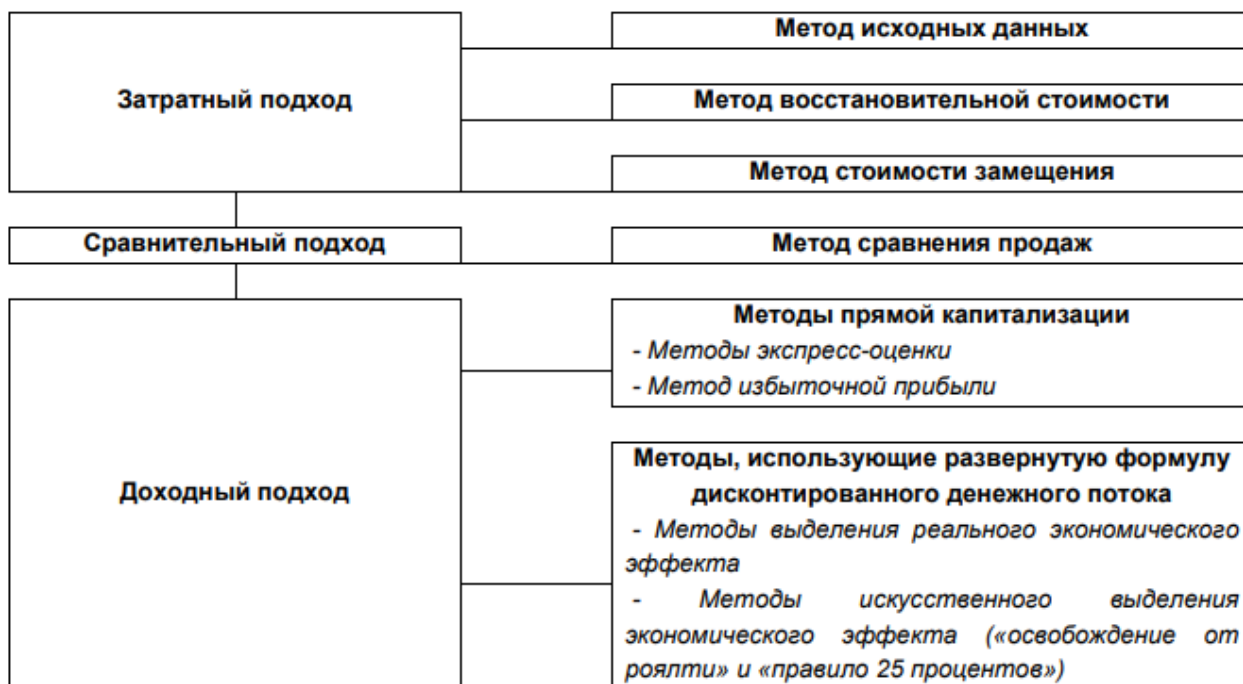 Затратный подход
Метод исходных данных
Метод восстановительной стоимости
Метод стоимости замещения
Сравнительный подход
Метод сравнения продаж
Доходный подход
Методы прямой капитализации
- Методы экспресс-оценки
- Метод избыточной прибыли
Методы, использующие развернутую формулу
дисконтированного денежного потока
- Методы выделения реального экономического
эффекта
- Методы искусственного выделения
экономического эффекта («освобождение от
роялти» и «правило 25 процентов»)